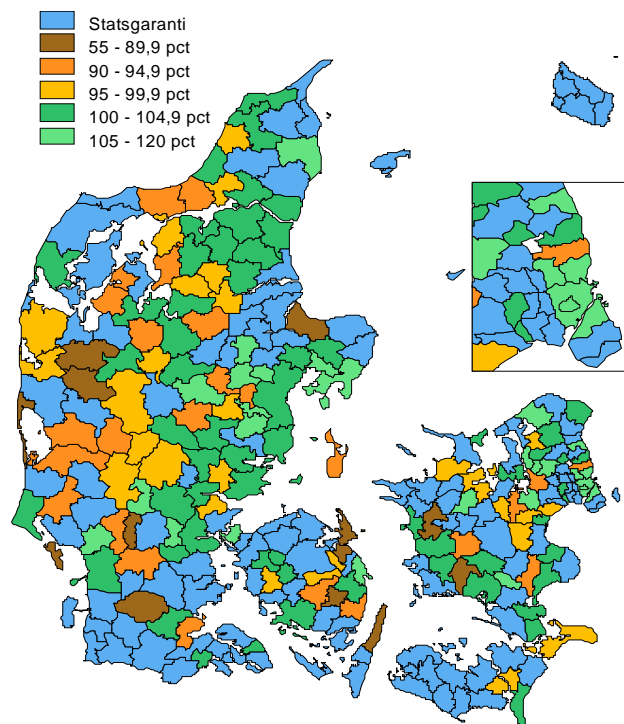 Statsgaranti
55 - 89,9 pct
90 - 94,9 pct
95 - 99,9 pct
100 - 104,9 pct
105 - 120 pct